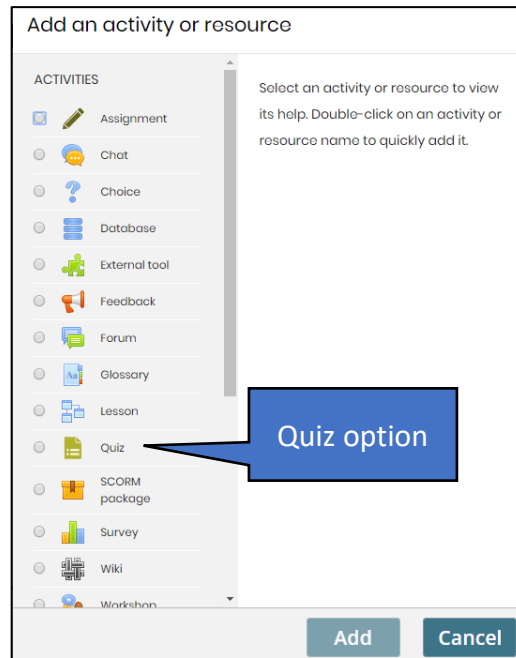 Add an activity or resource
ACTIVITIES
Assignment
Chat
Choice
Database
External tool
Feedback
Forum
Glossary
Lesson
Quiz
SCORM
package
Survey
Wiki
Workshop
Select an activity or resource to view
its help. Double-click on an activity or
resource name to quickly add it.
Quiz option
Add
Cancel